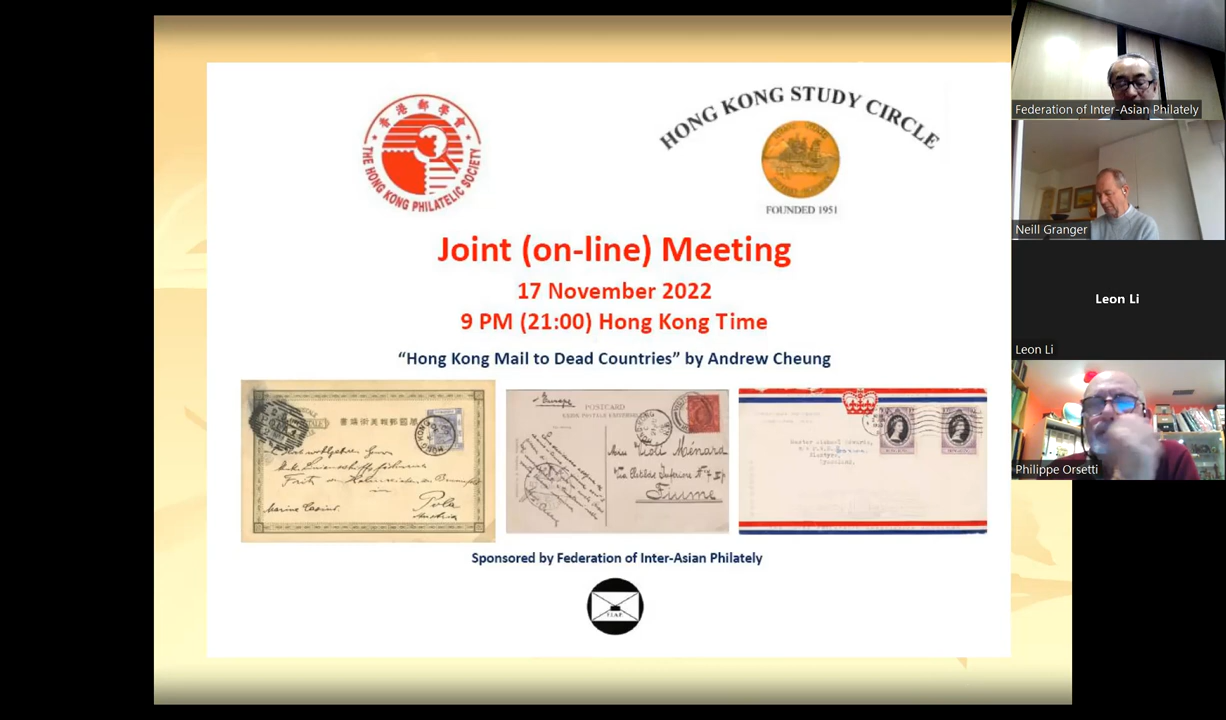 香港郵學會
THE HONG KONG PHILATELIC SOCIETY
HONG KONG STUDY CIRCLE
FOUNDED 1951
Joint (on-line) Meeting
17 November 2022
9 PM (21:00) Hong Kong Time
“Hong Kong Mail to Dead Countries” by Andrew Cheung
POSTCARD
Fiume
Pola
Austria
Sponsored by Federation of Inter-Asian Philately
F.I.A.P.
Federation of Inter-Asian Philately
Neill Granger
Leon Li
Leon Li
Philippe Orsetti